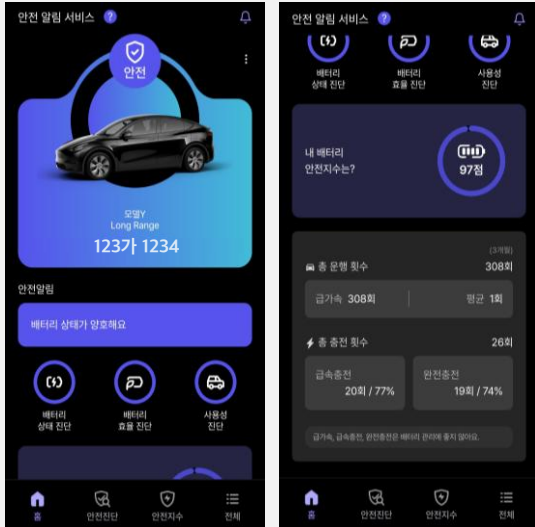 안전 알림 서비스 ?
안전
모델Y
Long Range
123가 1234
안전알림
배터리 상태가 양호해요
배터리
상태 진단
배터리
효율 진단
사용성
진단
홈
안전진단
안전지수
전체
안전 알림 서비스 ?
배터리
상태 진단
배터리
효율 진단
사용성
진단
내 배터리
안전지수는?
97점
(3개월)
총 운행 횟수 308회
급가속 308회 평균 1회
총 충전 횟수 26회
급속충전
20회 / 77%
완전충전
19회 / 74%
급가속, 급속충전, 완전충전은 배터리 관리에 좋지 않아요.
홈
안전진단
안전지수
전체